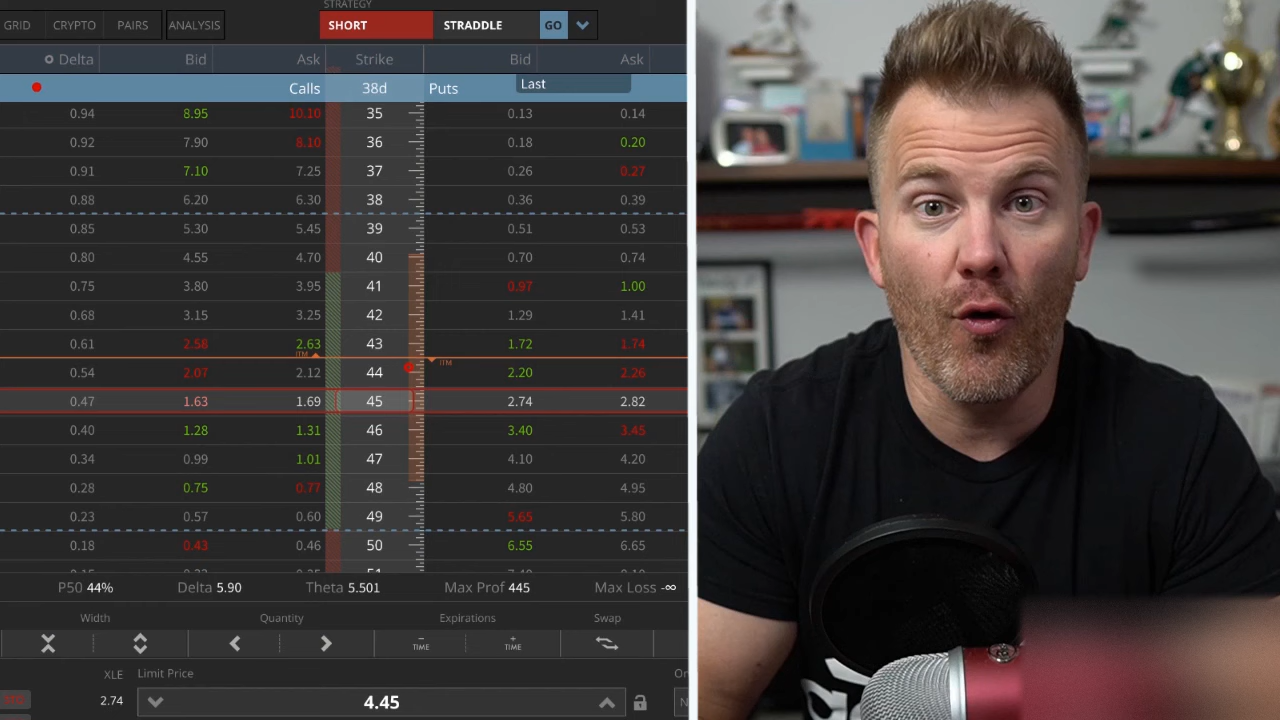 STRATEGY
GRID CRYPTO PAIRS ANALYSIS SHORT STRADDLE GO
Delta Bid Ask Strike Bid Ask
Calls 38d Puts Last
0.94 8.95 10.10 35 0.13 0.14
0.92 7.90 8.10 36 0.18 0.20
0.91 7.10 7.25 37 0.26 0.27
0.88 6.20 6.30 38 0.36 0.39
0.85 5.30 5.45 39 0.51 0.53
0.80 4.55 4.70 40 0.70 0.74
0.75 3.80 3.95 41 0.97 1.00
0.68 3.15 3.25 42 1.29 1.41
0.61 2.58 2.63 43 1.72 1.74
ITM ITM
0.54 2.07 2.12 44 2.20 2.26
0.47 1.63 1.69 45 2.74 2.82
0.40 1.28 1.31 46 3.40 3.45
0.34 0.99 1.01 47 4.10 4.20
0.28 0.75 0.77 48 4.80 4.95
0.23 0.57 0.60 49 5.65 5.80
0.18 0.43 0.46 50 6.55 6.65
P50 44% Delta 5.90 Theta 5.501 Max Prof 445 Max Loss -∞
Width Quantity Expirations Swap
− TIME + TIME
XLE Limit Price
2.74 4.45